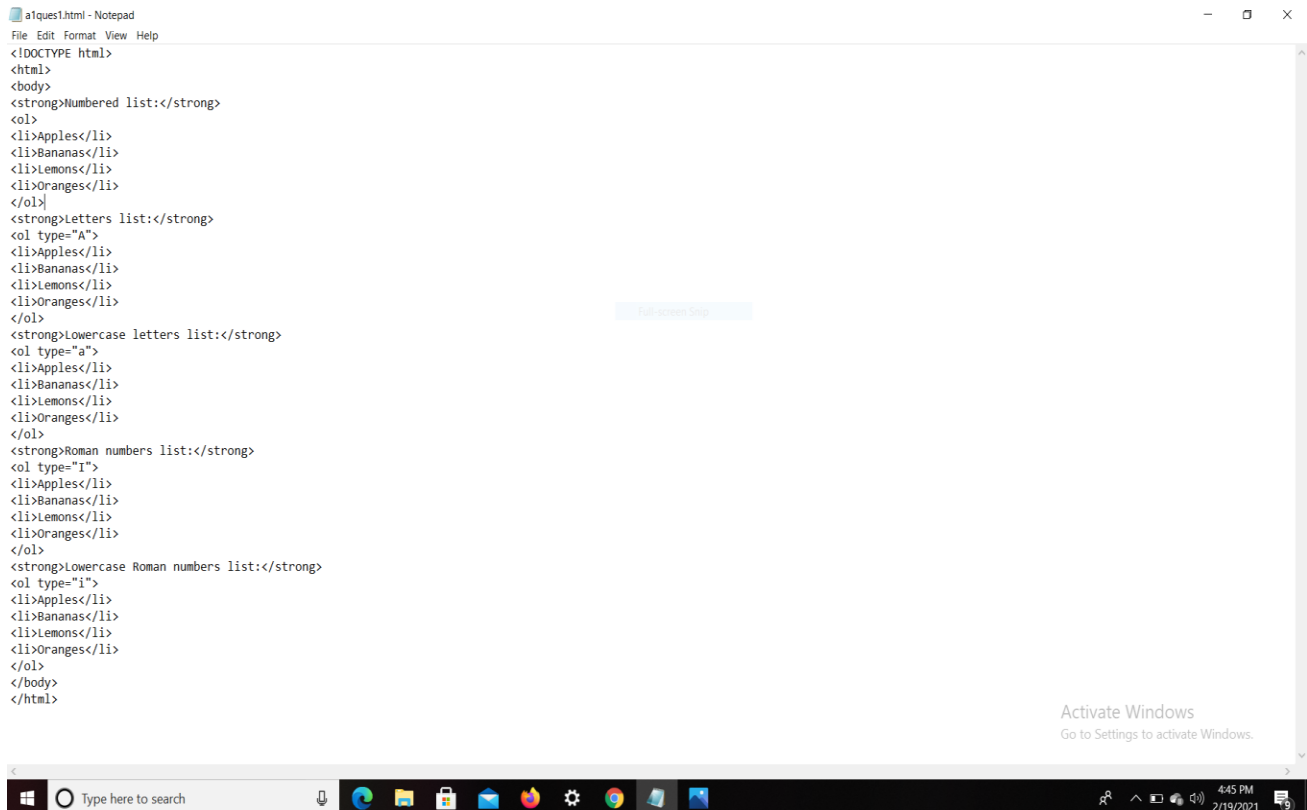 a1ques1.html - Notepad
File Edit Format View Help
<!DOCTYPE html>
<html>
<body>
<strong>Numbered list:</strong>
<ol>
<li>Apples</li>
<li>Bananas</li>
<li>Lemons</li>
<li>Oranges</li>
</ol>
<strong>Letters list:</strong>
<ol type="A">
<li>Apples</li>
<li>Bananas</li>
<li>Lemons</li>
<li>Oranges</li>
</ol>
<strong>Lowercase letters list:</strong>
<ol type="a">
<li>Apples</li>
<li>Bananas</li>
<li>Lemons</li>
<li>Oranges</li>
</ol>
<strong>Roman numbers list:</strong>
<ol type="I">
<li>Apples</li>
<li>Bananas</li>
<li>Lemons</li>
<li>Oranges</li>
</ol>
<strong>Lowercase Roman numbers list:</strong>
<ol type="i">
<li>Apples</li>
<li>Bananas</li>
<li>Lemons</li>
<li>Oranges</li>
</ol>
</body>
</html>
Full-screen Snip
Activate Windows
Go to Settings to activate Windows.
Type here to search
4:45 PM
2/19/2021
9